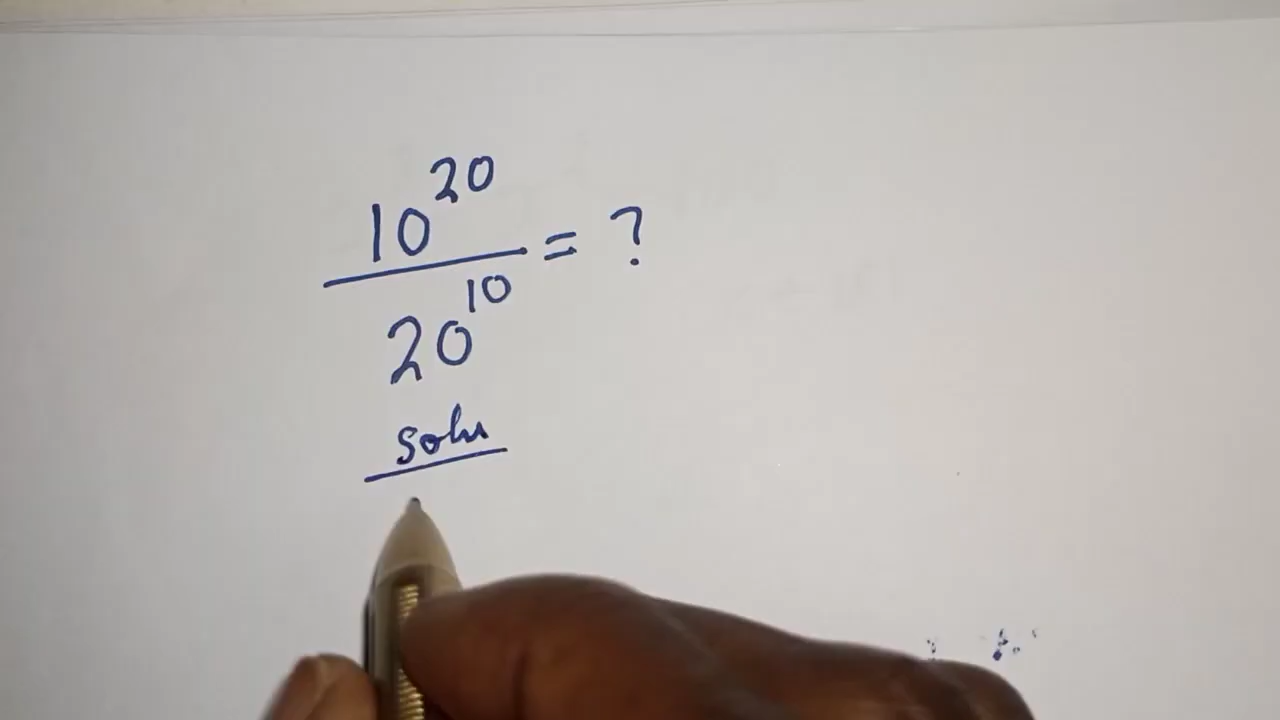 10^20
——— = ?
20^10
Soln